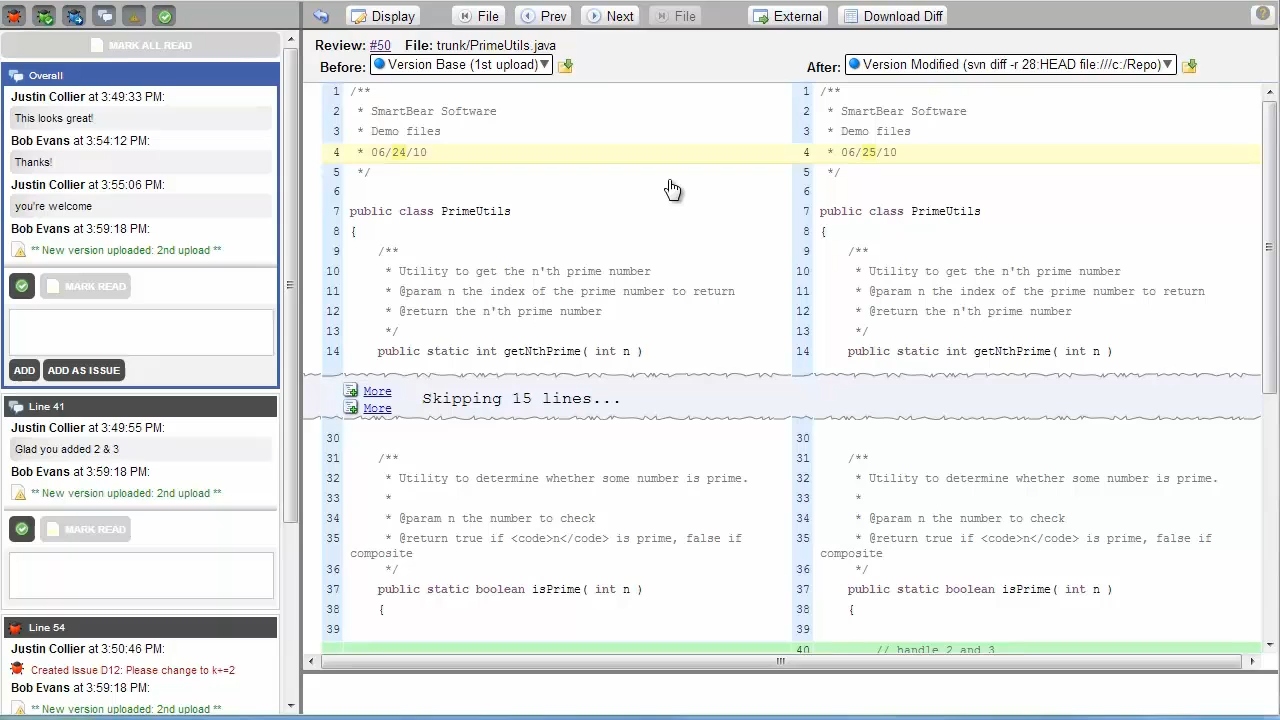 Display
File
Prev
Next
File
External
Download Diff
MARK ALL READ
Overall
Justin Collier at 3:49:33 PM:
This looks great!
Bob Evans at 3:54:12 PM:
Thanks!
Justin Collier at 3:55:06 PM:
you're welcome
Bob Evans at 3:59:18 PM:
** New version uploaded: 2nd upload **
MARK READ
ADD
ADD AS ISSUE
Line 41
Justin Collier at 3:49:55 PM:
Glad you added 2 & 3
Bob Evans at 3:59:18 PM:
** New version uploaded: 2nd upload **
MARK READ
Line 54
Justin Collier at 3:50:46 PM:
Created Issue D12: Please change to k+=2
Bob Evans at 3:59:18 PM:
** New version uploaded: 2nd upload **
Review: #50 File: trunk/PrimeUtils.java
Before: Version Base (1st upload)
After: Version Modified (svn diff -r 28:HEAD file:///c:/Repo)
1 /**
2 * SmartBear Software
3 * Demo files
4 * 06/24/10
5 */
6
7 public class PrimeUtils
8 {
9 /**
10 * Utility to get the n'th prime number
11 * @param n the index of the prime number to return
12 * @return the n'th prime number
13 */
14 public static int getNthPrime( int n )
More
More
Skipping 15 lines...
30
31 /**
32 * Utility to determine whether some number is prime.
33 *
34 * @param n the number to check
35 * @return true if <code>n</code> is prime, false if
composite
36 */
37 public static boolean isPrime( int n )
38 {
39
1 /**
2 * SmartBear Software
3 * Demo files
4 * 06/25/10
5 */
6
7 public class PrimeUtils
8 {
9 /**
10 * Utility to get the n'th prime number
11 * @param n the index of the prime number to return
12 * @return the n'th prime number
13 */
14 public static int getNthPrime( int n )
30
31 /**
32 * Utility to determine whether some number is prime.
33 *
34 * @param n the number to check
35 * @return true if <code>n</code> is prime, false if
composite
36 */
37 public static boolean isPrime( int n )
38 {
39
40 // handle 2 and 3